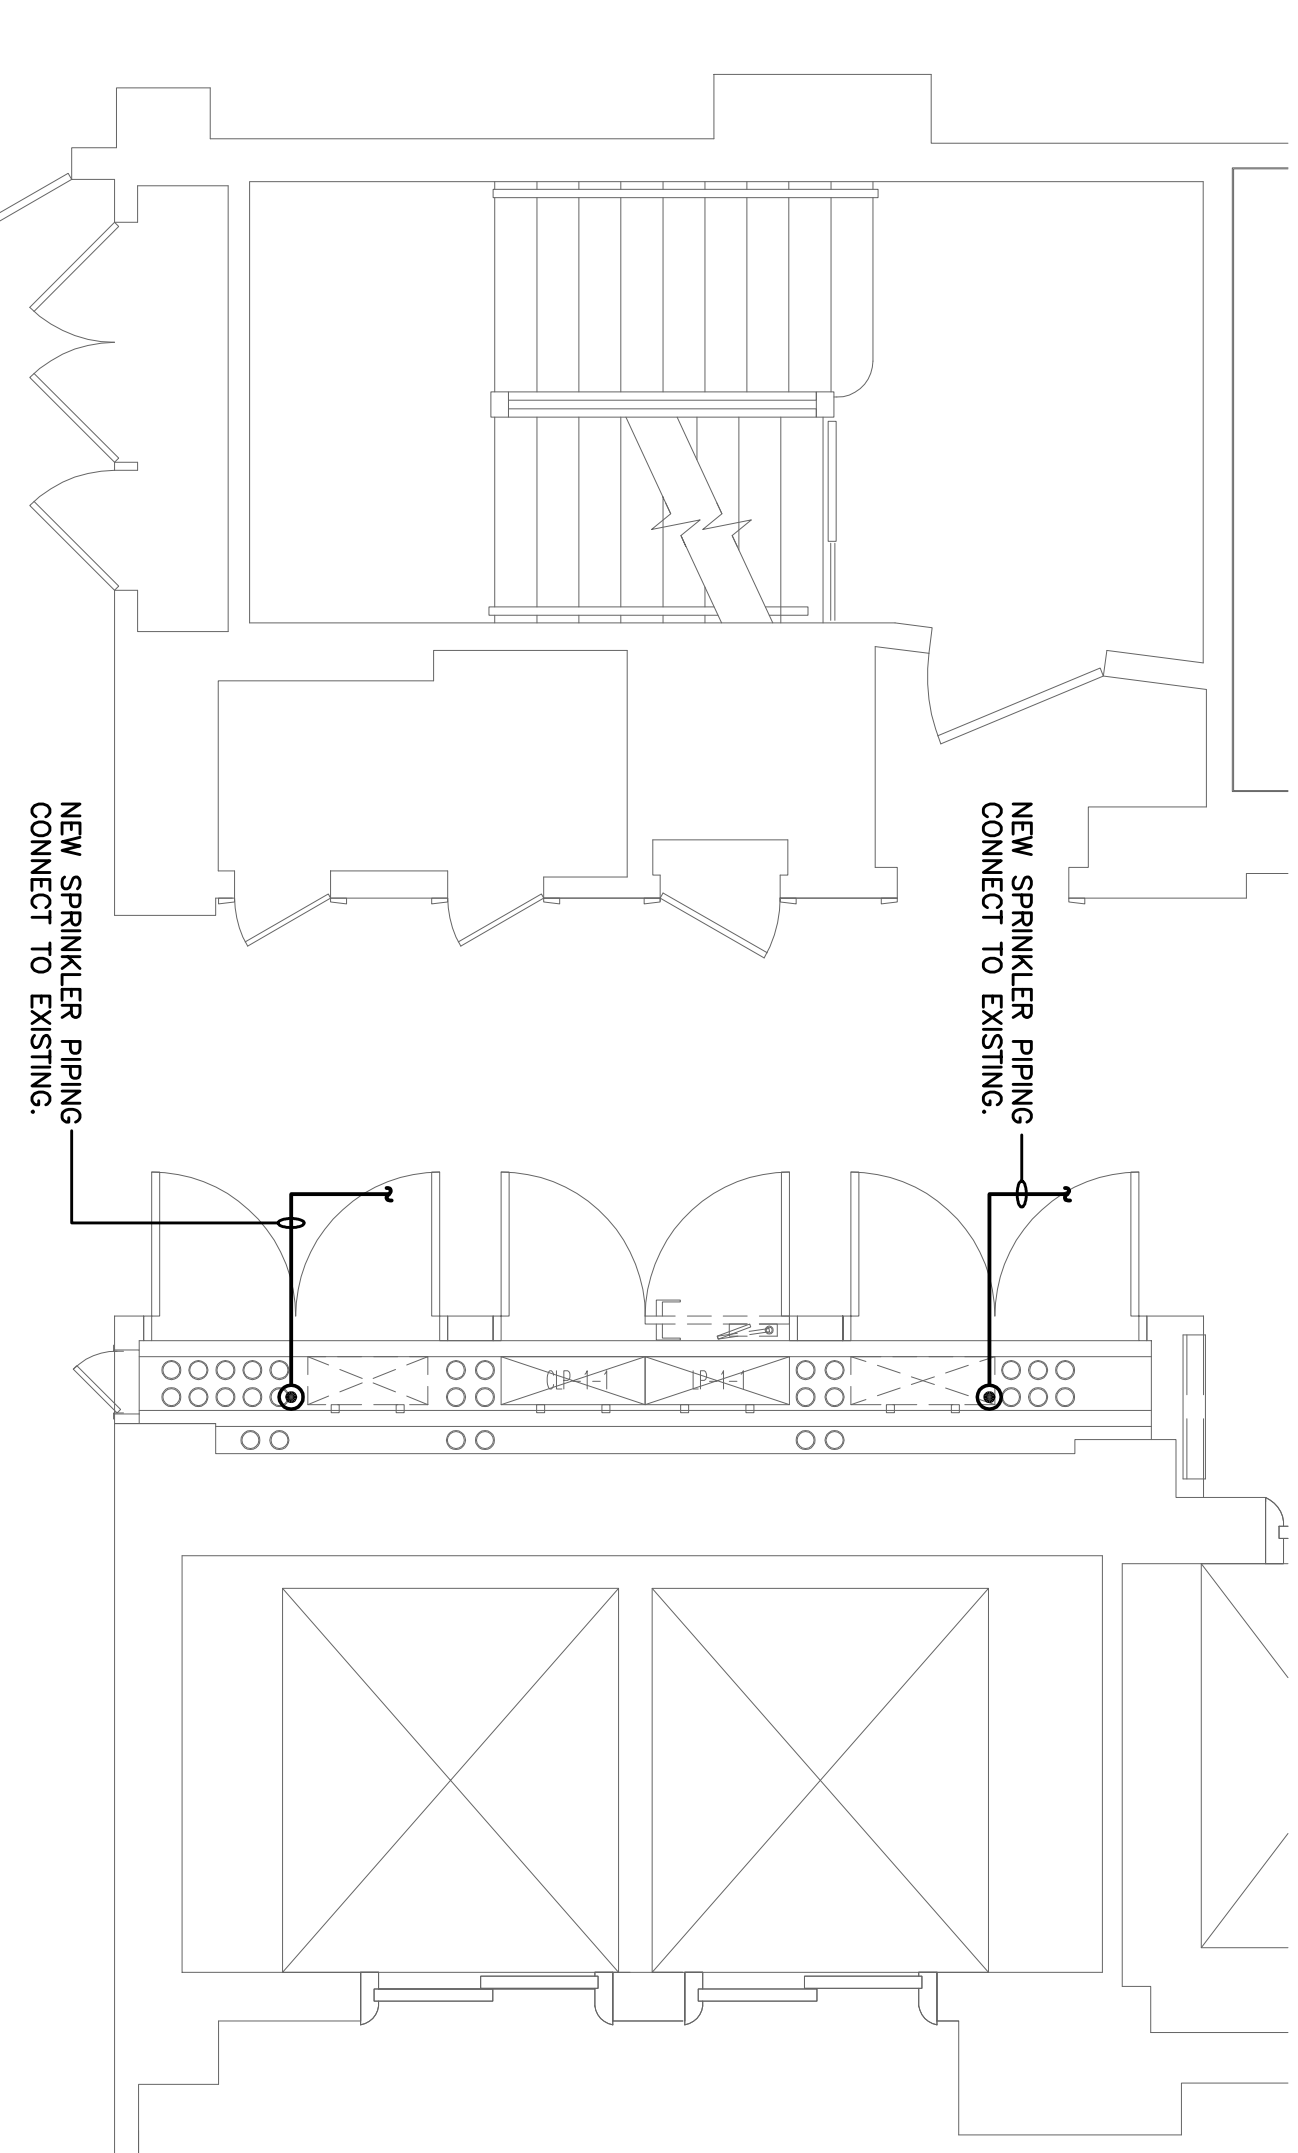 NEW SPRINKLER PIPING
CONNECT TO EXISTING.
NEW SPRINKLER PIPING
CONNECT TO EXISTING.
CLP-1-1
LP-1-1